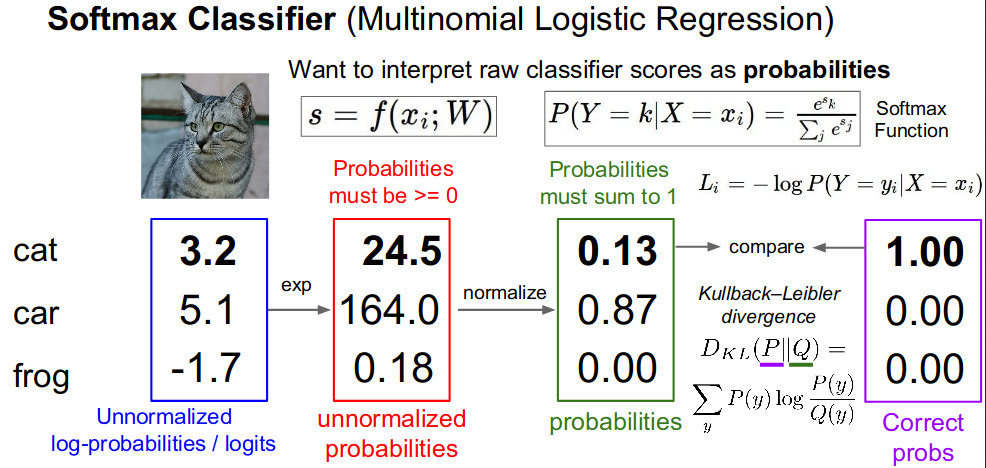 Softmax Classifier (Multinomial Logistic Regression)
Want to interpret raw classifier scores as probabilities
s = f(x_i; W)
P(Y = k|X = x_i) = \frac{e^{s_k}}{\sum_j e^{s_j}}
Softmax
Function
Probabilities
must be >= 0
Probabilities
must sum to 1
L_i = − log P(Y = y_i|X = x_i)
cat 3.2 24.5 0.13 compare 1.00
exp
normalize
car 5.1 164.0 0.87 0.00
frog -1.7 0.18 0.00 0.00
Kullback–Leibler
divergence
D_{KL}(P||Q) =
\sum_y P(y) log \frac{P(y)}{Q(y)}
Unnormalized
log-probabilities / logits
unnormalized
probabilities
probabilities
Correct
probs